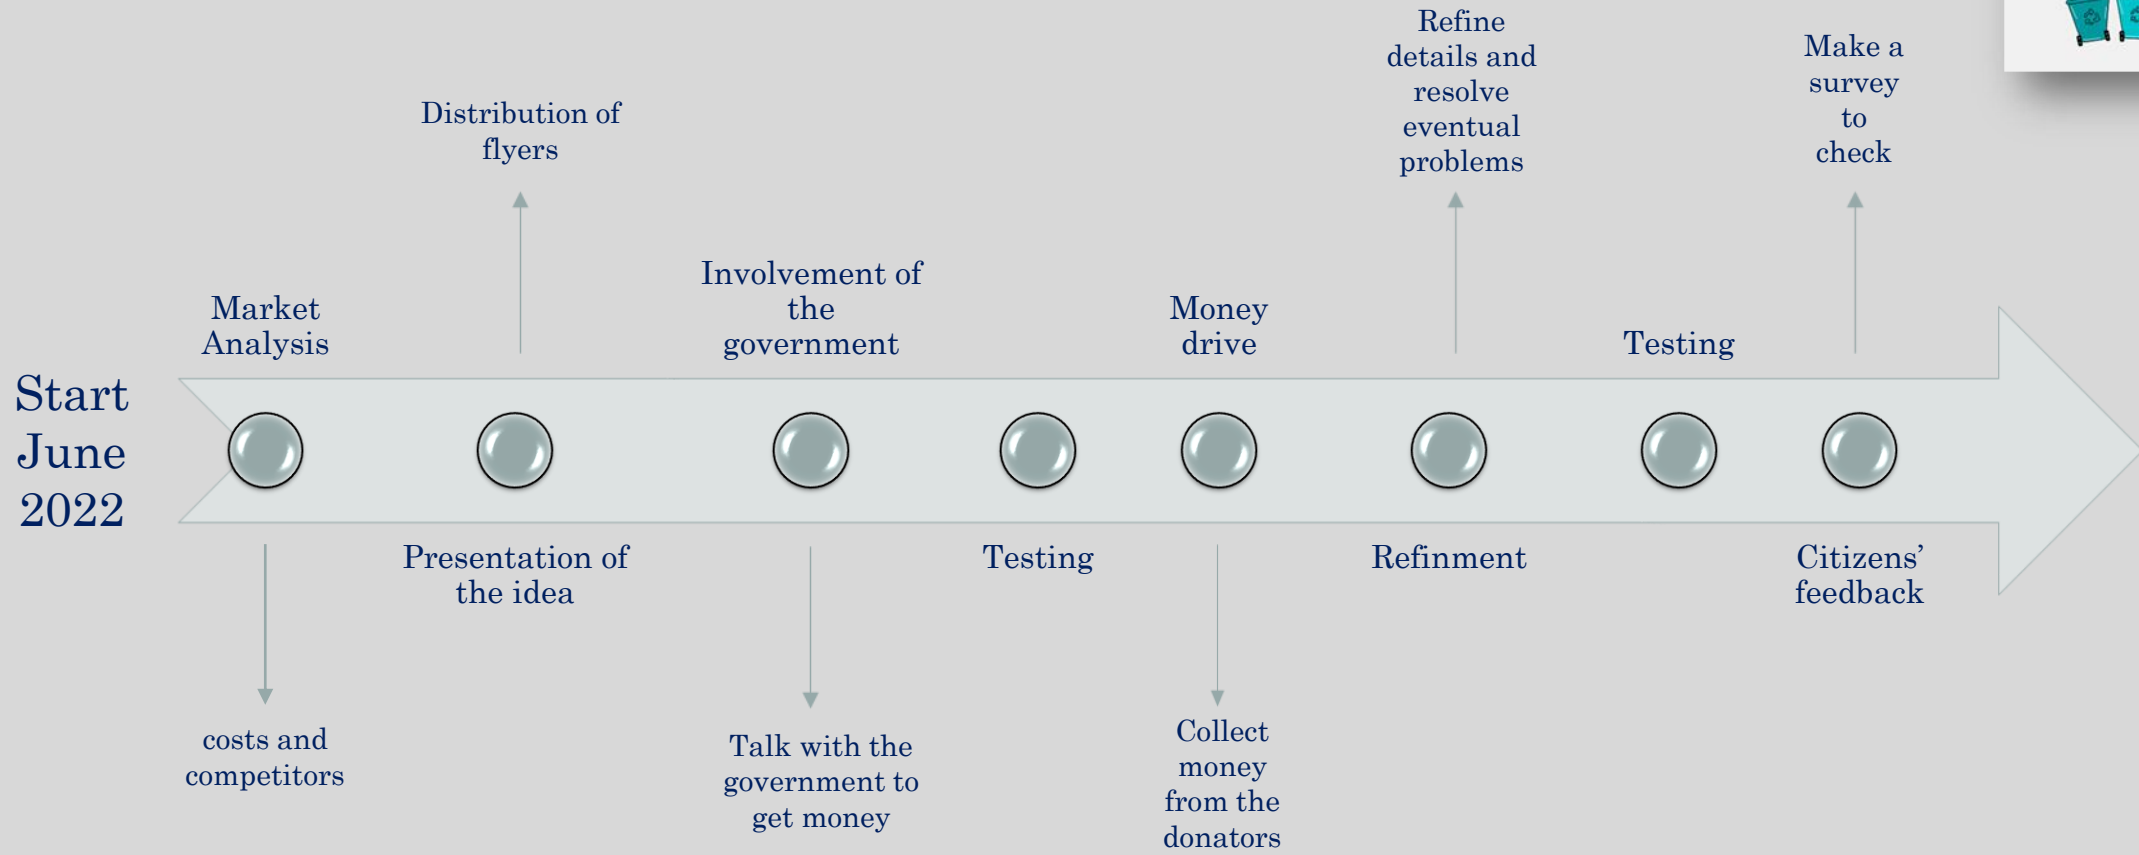 Start
June
2022
Market
Analysis
costs and
competitors
Distribution of
flyers
Presentation of
the idea
Involvement of
the
government
Talk with the
government to
get money
Testing
Money
drive
Collect
money
from the
donators
Refine
details and
resolve
eventual
problems
Refinment
Testing
Make a
survey
to
check
Citizens’
feedback